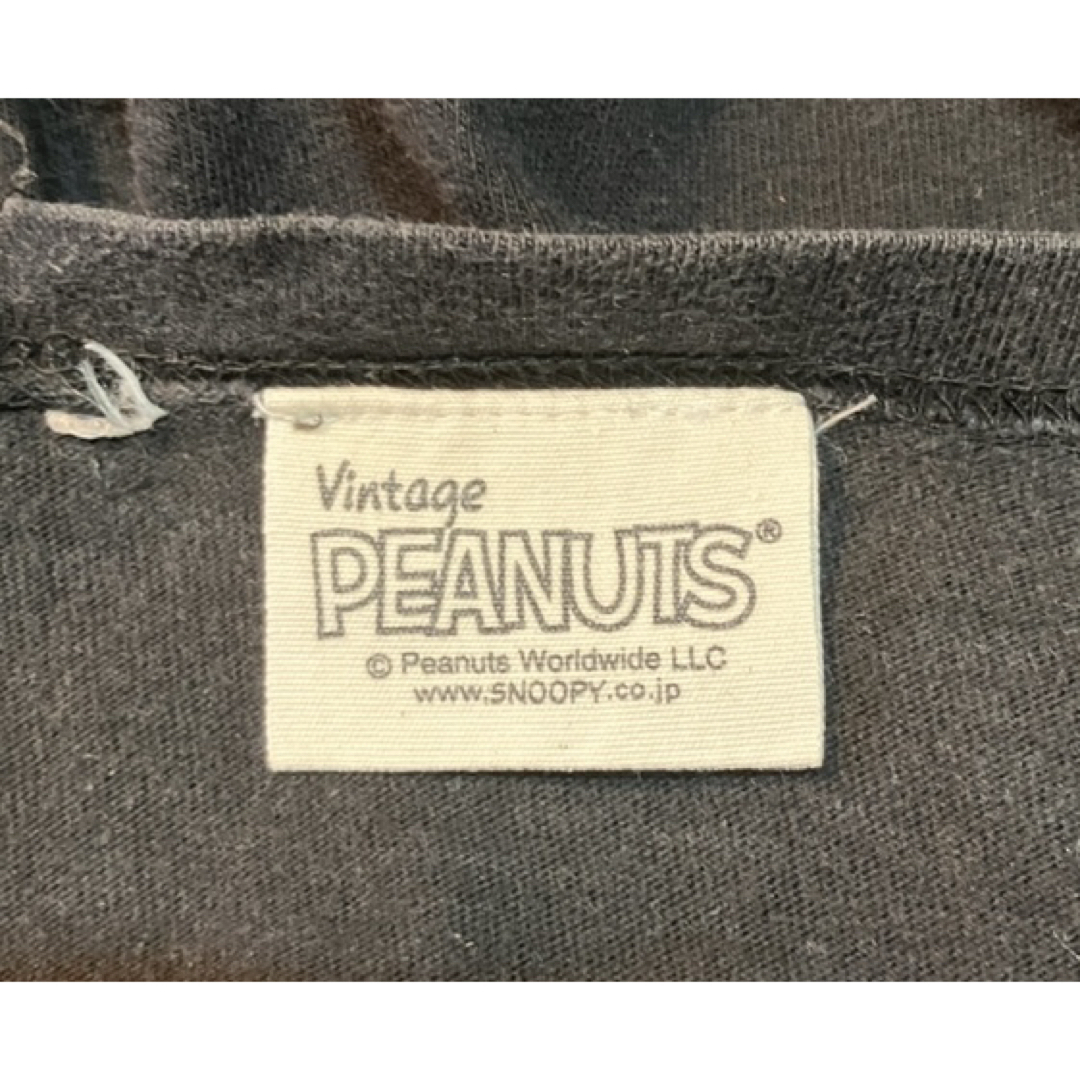 Vintage
PEANUTS®
© Peanuts Worldwide LLC
www.SNOOPY.co.jp